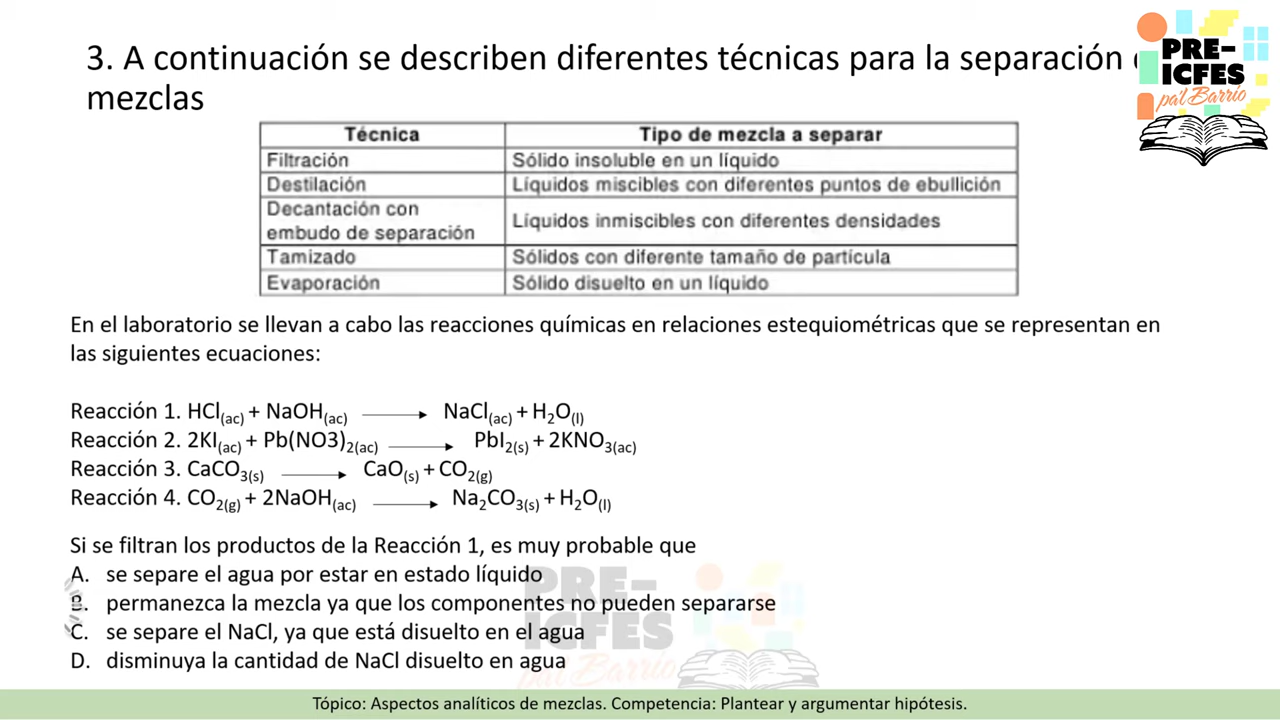 3. A continuación se describen diferentes técnicas para la separación
mezclas
PRE-
ICFES
pa'l Barrio
Técnica Tipo de mezcla a separar
Filtración Sólido insoluble en un líquido
Destilación Líquidos miscibles con diferentes puntos de ebullición
Decantación con
embudo de separación Líquidos inmiscibles con diferentes densidades
Tamizado Sólidos con diferente tamaño de partícula
Evaporación Sólido disuelto en un líquido
En el laboratorio se llevan a cabo las reacciones químicas en relaciones estequiométricas que se representan en
las siguientes ecuaciones:
Reacción 1. HCl(ac) + NaOH(ac) → NaCl(ac) + H2O(l)
Reacción 2. 2KI(ac) + Pb(NO3)2(ac) → PbI2(s) + 2KNO3(ac)
Reacción 3. CaCO3(s) → CaO(s) + CO2(g)
Reacción 4. CO2(g) + 2NaOH(ac) → Na2CO3(s) + H2O(l)
Si se filtran los productos de la Reacción 1, es muy probable que
A. se separe el agua por estar en estado líquido
B. permanezca la mezcla ya que los componentes no pueden separarse
C. se separe el NaCl, ya que está disuelto en el agua
D. disminuya la cantidad de NaCl disuelto en agua
PRE-
ICFES
pa'l Barrio
Tópico: Aspectos analíticos de mezclas. Competencia: Plantear y argumentar hipótesis.